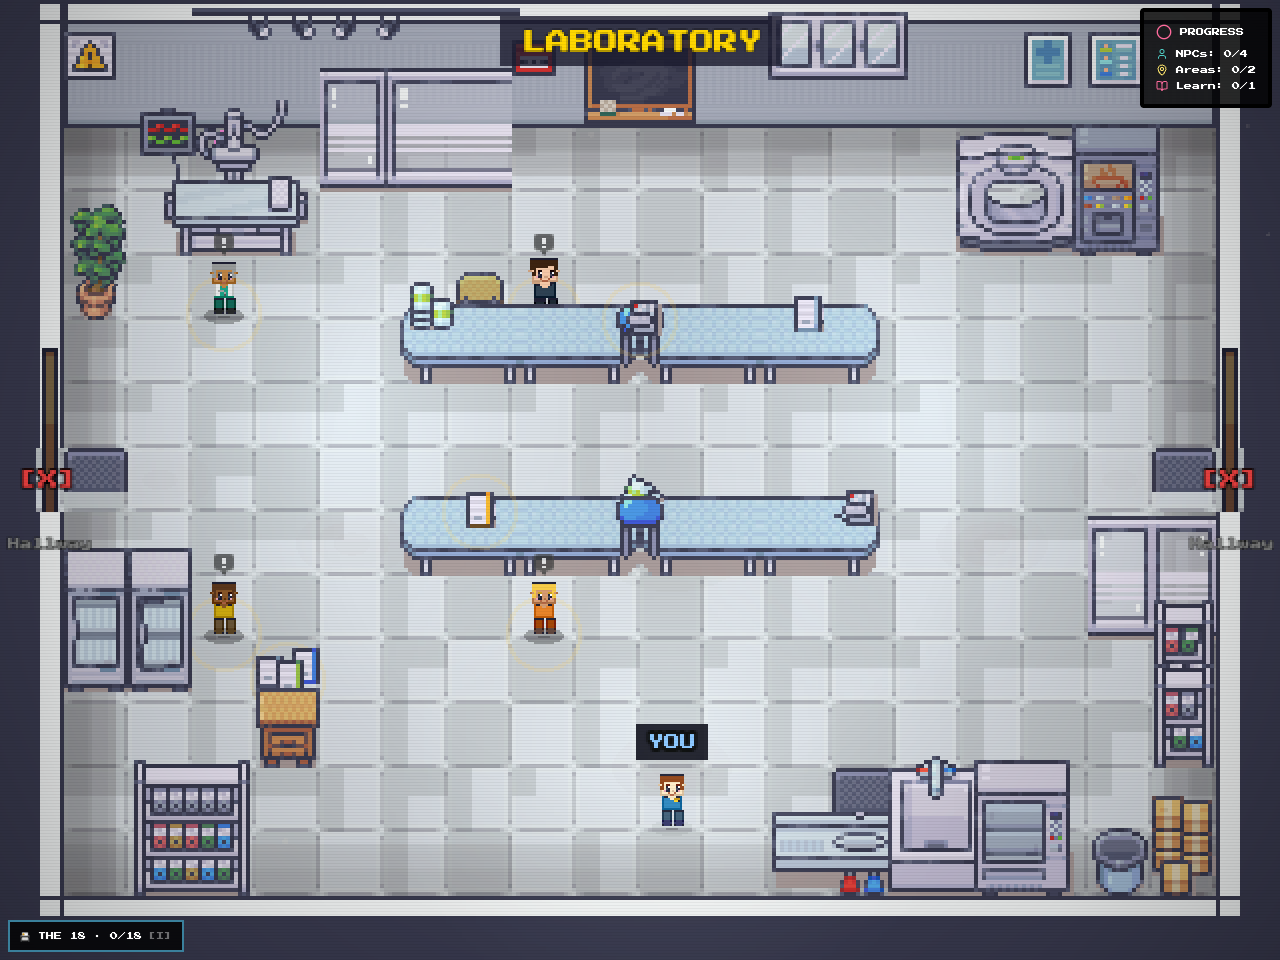 LABORATORY
PROGRESS
NPCs: 0/4
Areas: 0/2
Learn: 0/1
!
!
[X]
[X]
Hallway
Hallway
!
!
YOU
THE 18 · 0/18 [I]